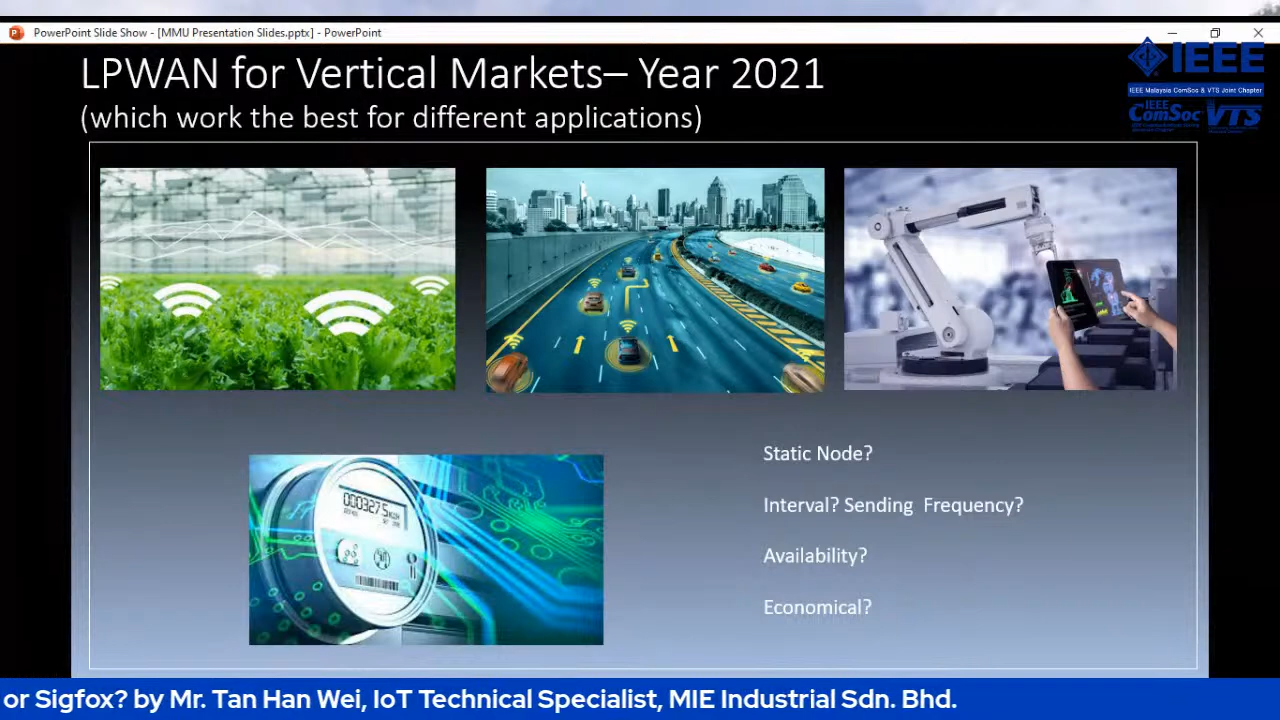 PowerPoint Slide Show - [MMU Presentation Slides.pptx] - PowerPoint
LPWAN for Vertical Markets– Year 2021
(which work the best for different applications)
IEEE
IEEE Malaysia ComSoc & VTS Joint Chapter
IEEE
ComSoc
VTS
Static Node?
Interval? Sending  Frequency?
Availability?
Economical?
or Sigfox? by Mr. Tan Han Wei, IoT Technical Specialist, MIE Industrial Sdn. Bhd.